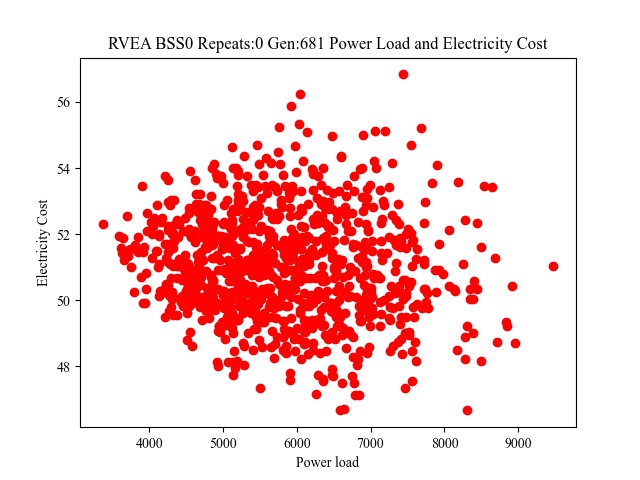 RVEA BSS0 Repeats:0 Gen:681 Power Load and Electricity Cost
Electricity Cost
56
54
52
50
48
4000 5000 6000 7000 8000 9000
Power load